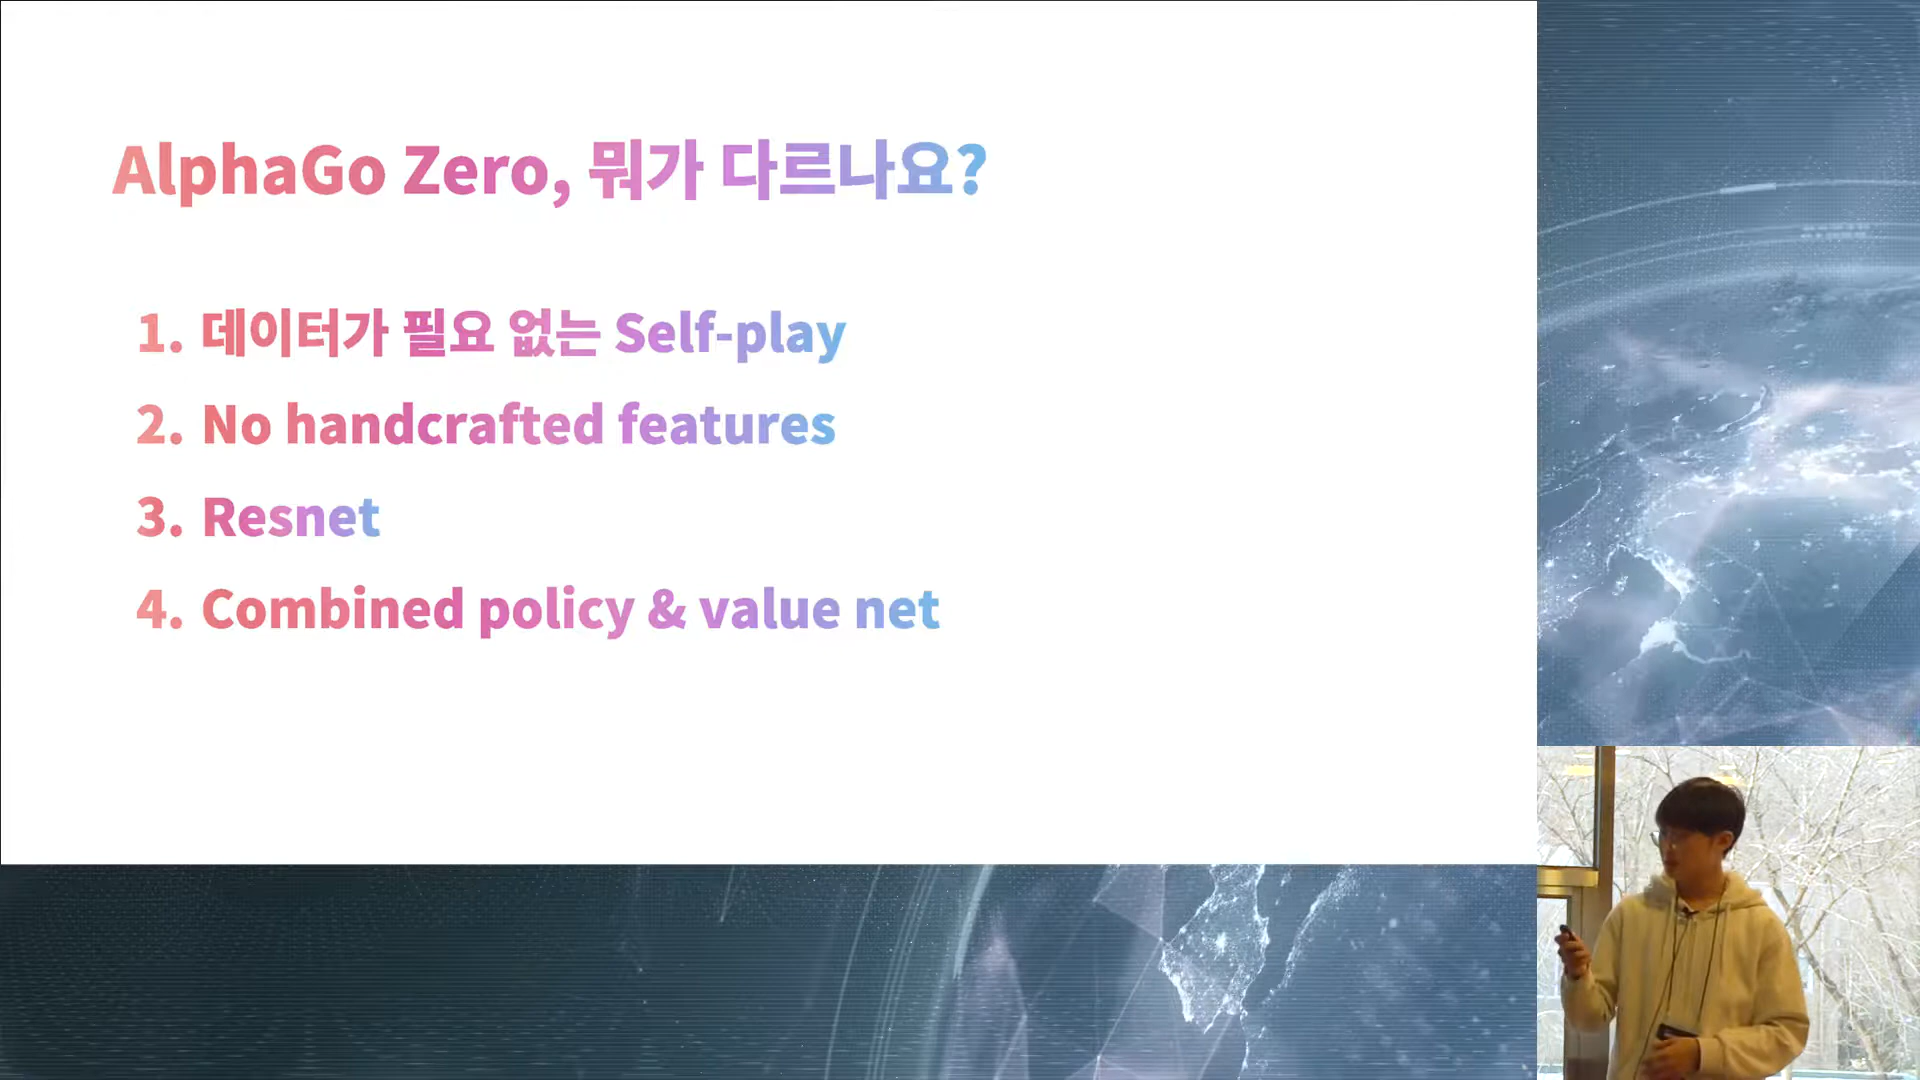 AlphaGo Zero, 뭐가 다르나요?
1. 데이터가 필요 없는 Self-play
2. No handcrafted features
3. Resnet
4. Combined policy & value net